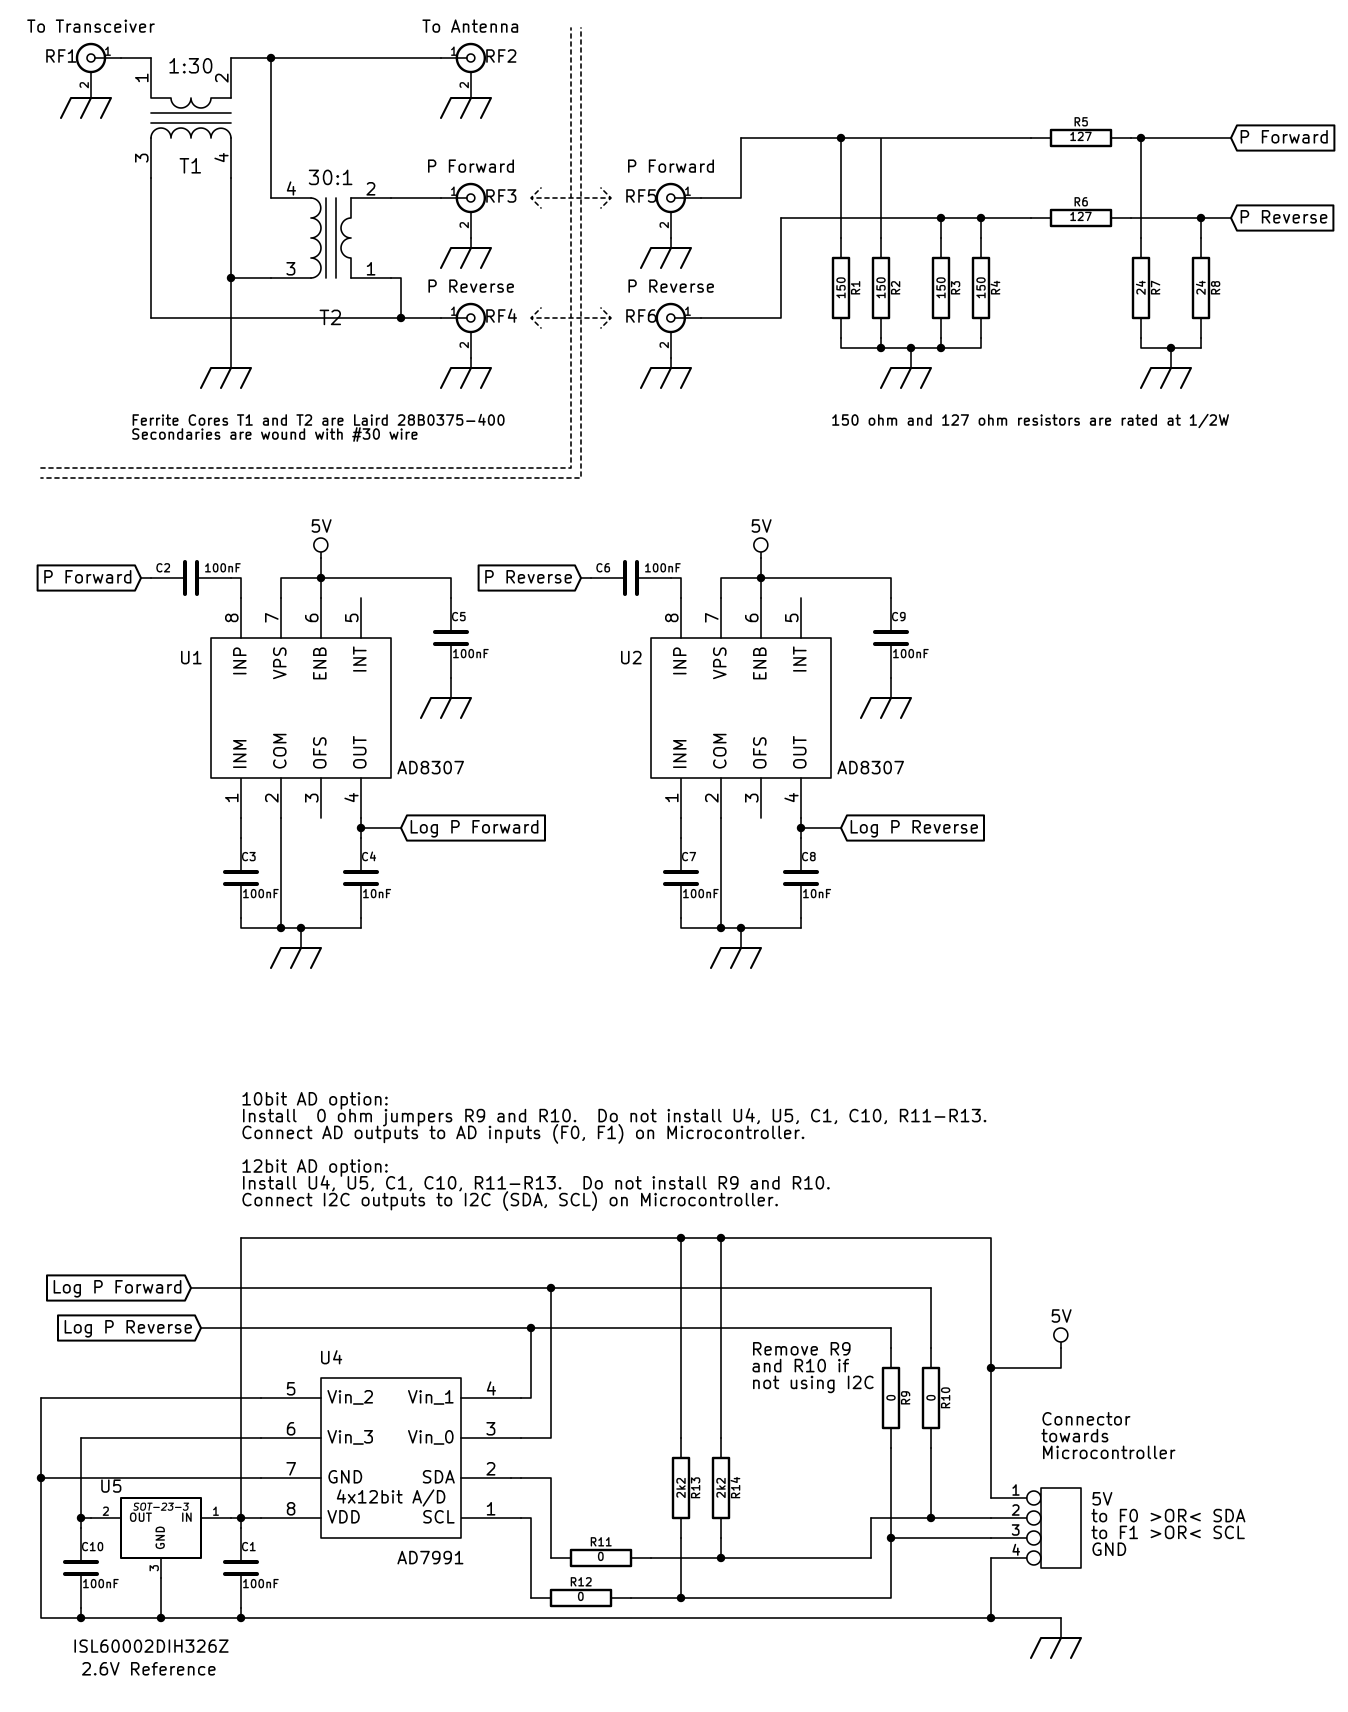 To Transceiver
To Antenna
RF1
1
2
1:30
1
2
3
4
T1
1
RF2
2
30:1
4
2
3
1
T2
P Forward
1
RF3
2
P Reverse
1
RF4
2
P Forward
RF5
1
2
P Reverse
RF6
1
2
R5
127
P Forward
R6
127
P Reverse
150
R1
150
R2
150
R3
150
R4
24
R7
24
R8
Ferrite Cores T1 and T2 are Laird 28B0375-400
Secondaries are wound with #30 wire
150 ohm and 127 ohm resistors are rated at 1/2W
5V
P Forward
C2
100nF
8
7
6
5
C5
100nF
U1
INP
VPS
ENB
INT
INM
COM
OFS
OUT
AD8307
1
2
3
4
Log P Forward
C3
100nF
C4
10nF
5V
P Reverse
C6
100nF
8
7
6
5
C9
100nF
U2
INP
VPS
ENB
INT
INM
COM
OFS
OUT
AD8307
1
2
3
4
Log P Reverse
C7
100nF
C8
10nF
10bit AD option:
Install  0 ohm jumpers R9 and R10.  Do not install U4, U5, C1, C10, R11-R13.
Connect AD outputs to AD inputs (F0, F1) on Microcontroller.
12bit AD option:
Install U4, U5, C1, C10, R11-R13.  Do not install R9 and R10.
Connect I2C outputs to I2C (SDA, SCL) on Microcontroller.
Log P Forward
Log P Reverse
5V
U4
Remove R9
and R10 if
not using I2C
0
R9
0
R10
5
Vin_2
Vin_1
4
6
Vin_3
Vin_0
3
7
GND
SDA
2
4x12bit A/D
8
VDD
SCL
1
AD7991
U5
SOT-23-3
2
OUT
IN
1
GND
3
C10
100nF
C1
100nF
R11
0
R12
0
2k2
R13
2k2
R14
Connector
towards
Microcontroller
1
2
3
4
5V
to F0 >OR< SDA
to F1 >OR< SCL
GND
ISL60002DIH326Z
2.6V Reference